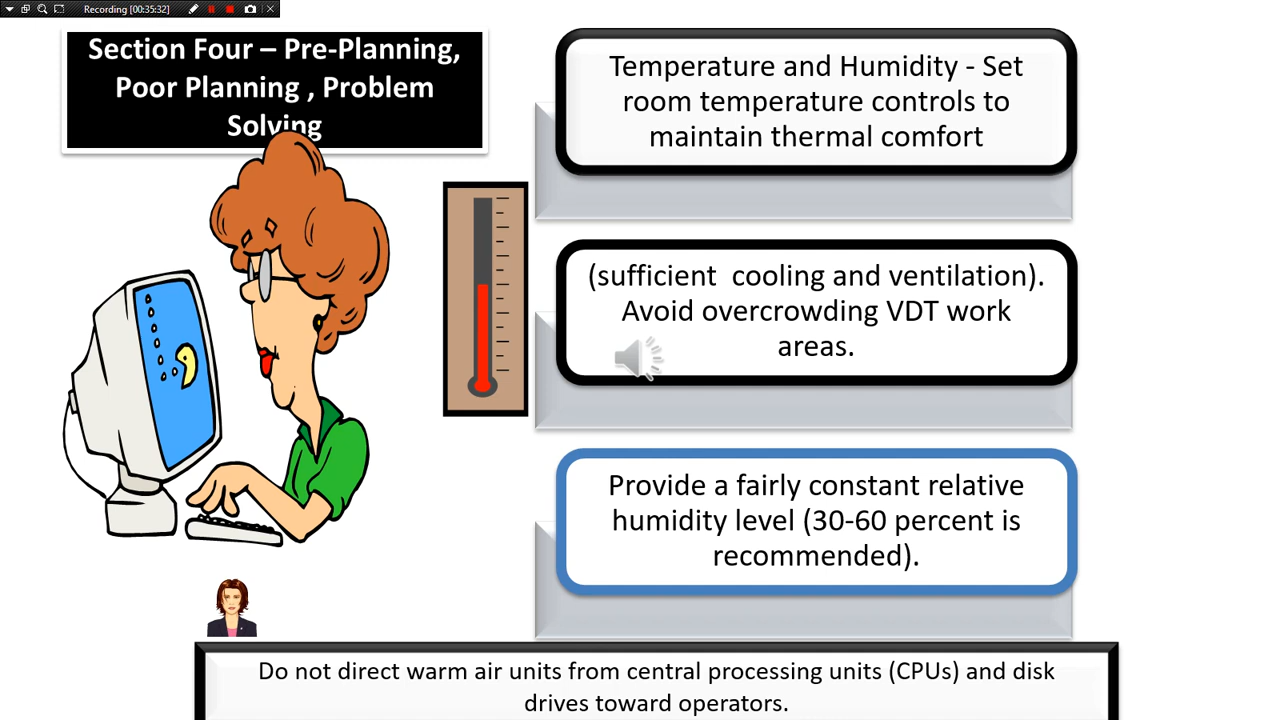 Recording [00:35:32]
Section Four – Pre-Planning,
Poor Planning , Problem
Solving
Temperature and Humidity - Set
room temperature controls to
maintain thermal comfort
(sufficient  cooling and ventilation).
Avoid overcrowding VDT work
areas.
Provide a fairly constant relative
humidity level (30-60 percent is
recommended).
Do not direct warm air units from central processing units (CPUs) and disk
drives toward operators.